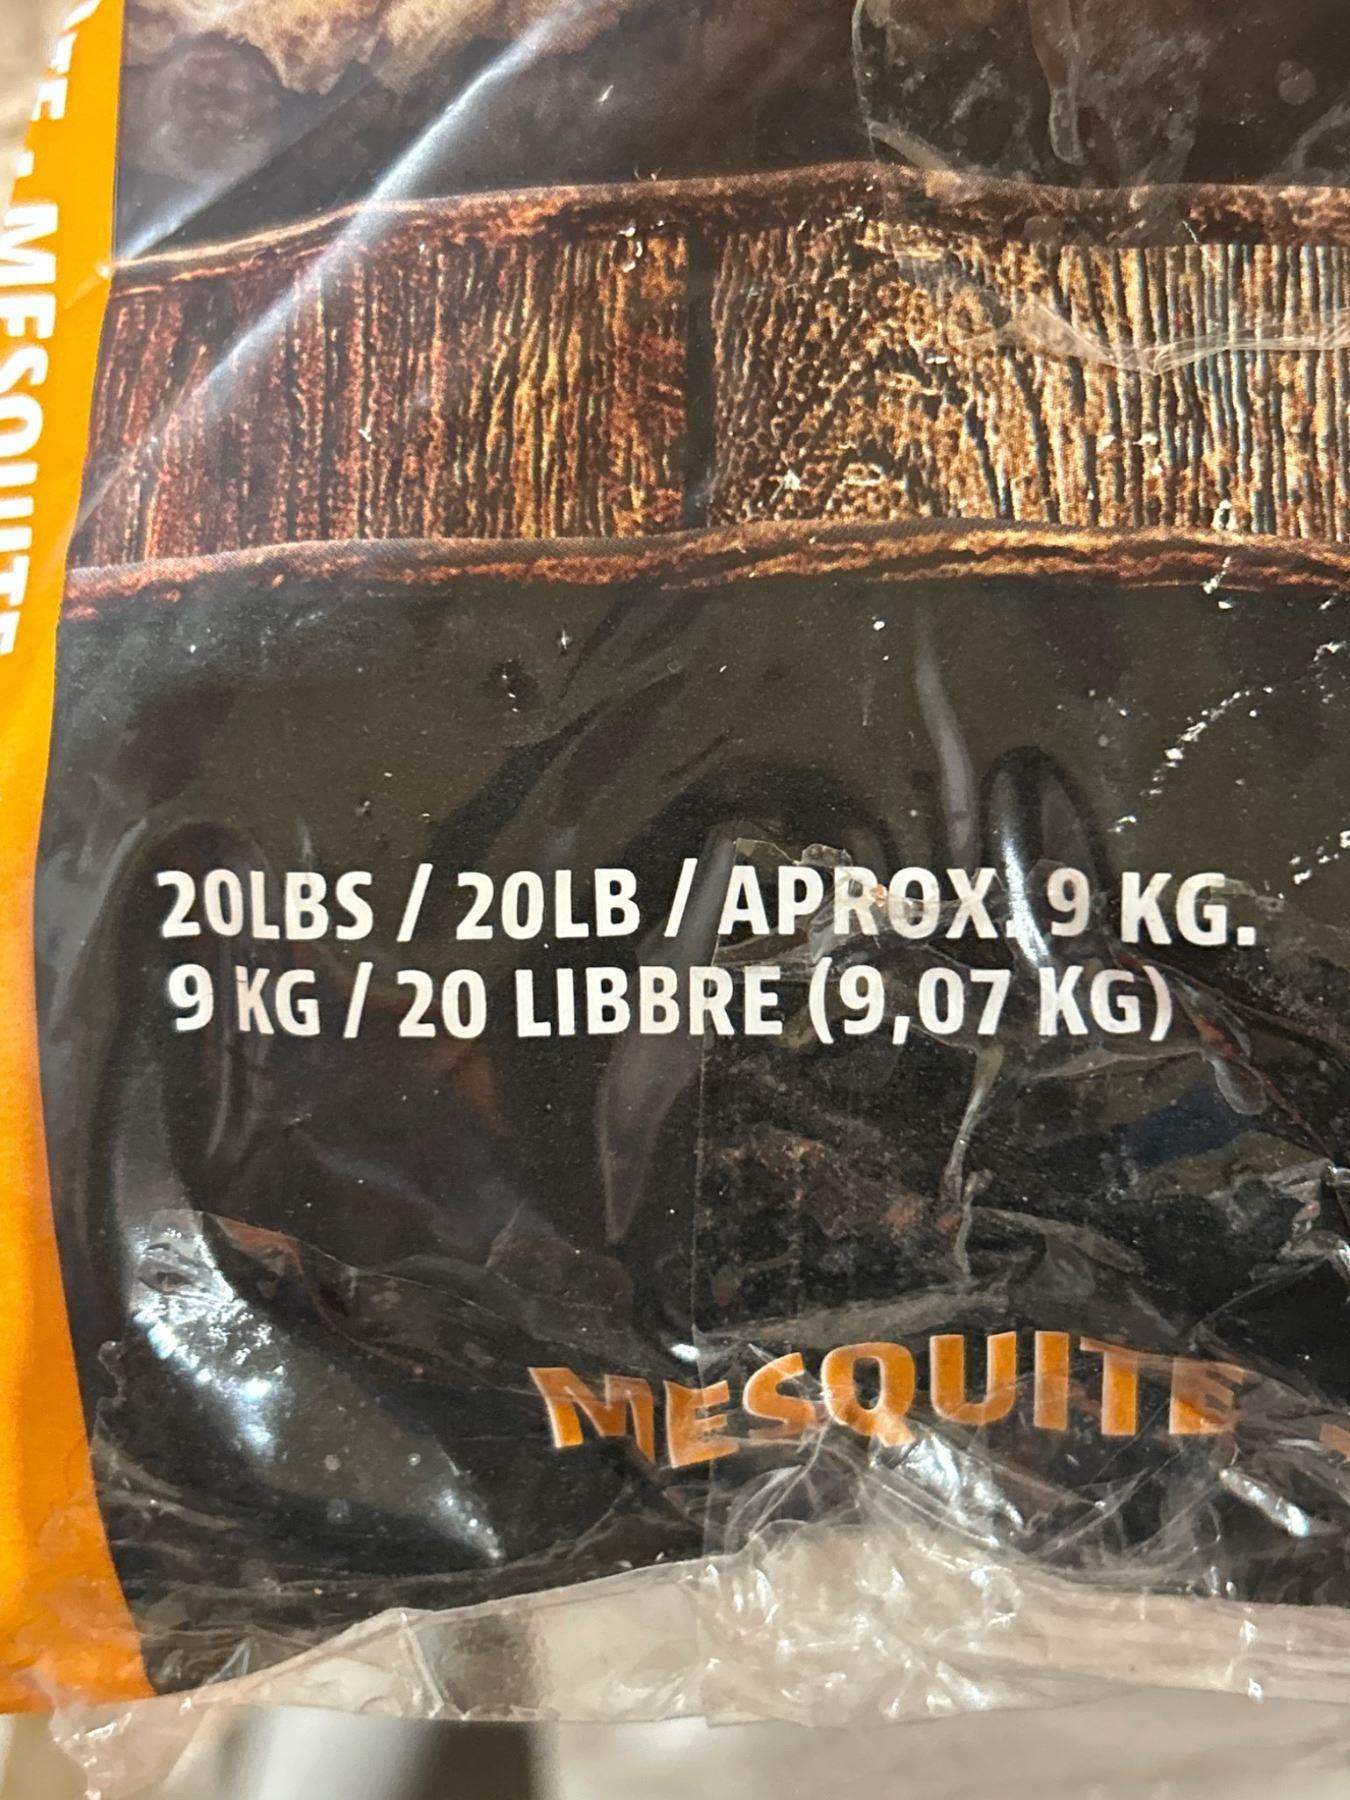 MESQUITE
20LBS / 20LB / APROX. 9 KG.
9 KG / 20 LIBBRE (9,07 KG)
MESQUITE